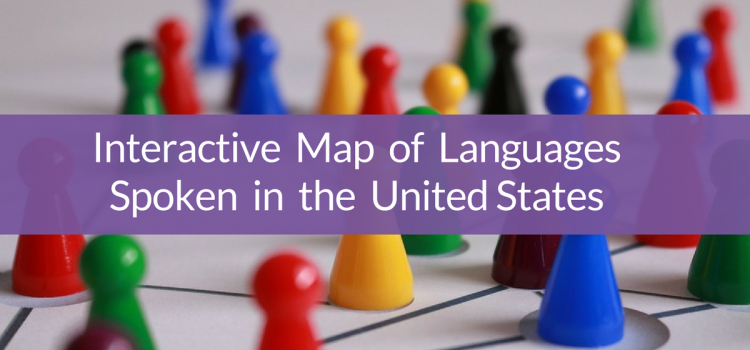 Interactive Map of Languages
Spoken in the United States